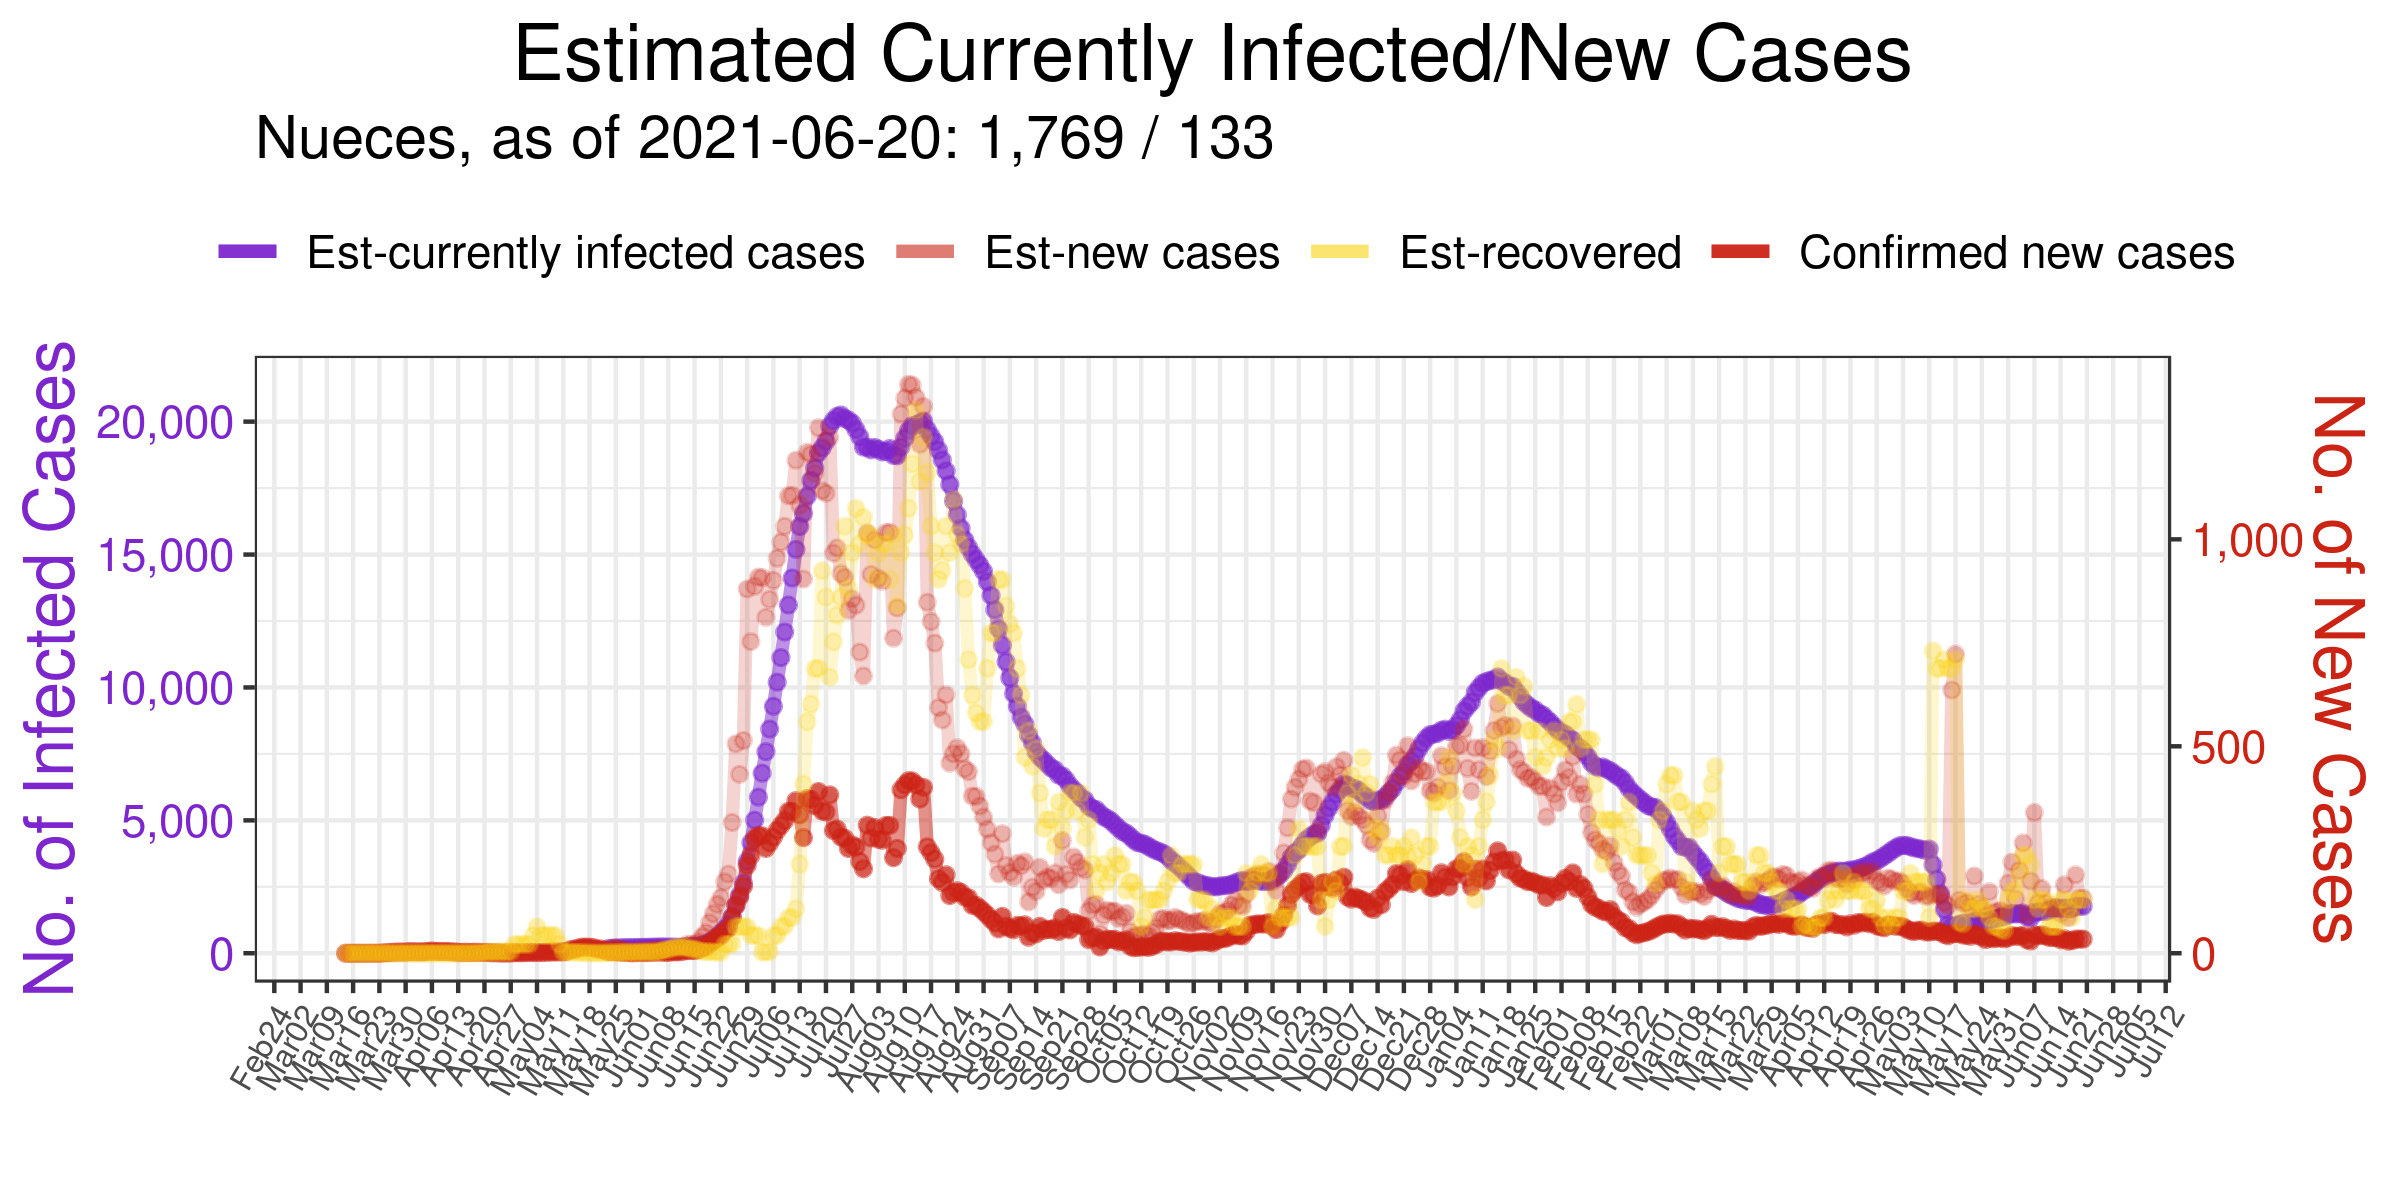 Estimated Currently Infected/New Cases
Nueces, as of 2021-06-20: 1,769 / 133
Est-currently infected cases
Est-new cases
Est-recovered
Confirmed new cases
No. of Infected Cases
20,000
15,000
10,000
5,000
0
1,000
500
0
No. of New Cases
Feb24
Mar02
Mar09
Mar16
Mar23
Mar30
Apr06
Apr13
Apr20
Apr27
May04
May11
May18
May25
Jun01
Jun08
Jun15
Jun22
Jun29
Jul06
Jul13
Jul20
Jul27
Aug03
Aug10
Aug17
Aug24
Aug31
Sep07
Sep14
Sep21
Sep28
Oct05
Oct12
Oct19
Oct26
Nov02
Nov09
Nov16
Nov23
Nov30
Dec07
Dec14
Dec21
Dec28
Jan11
Jan18
Jan25
Feb01
Feb08
Feb15
Feb22
Mar01
Mar08
Mar15
Mar22
Mar29
Apr05
Apr12
Apr19
Apr26
May03
May10
May17
May24
May31
Jun14
Jun21
Jun28
Jul12